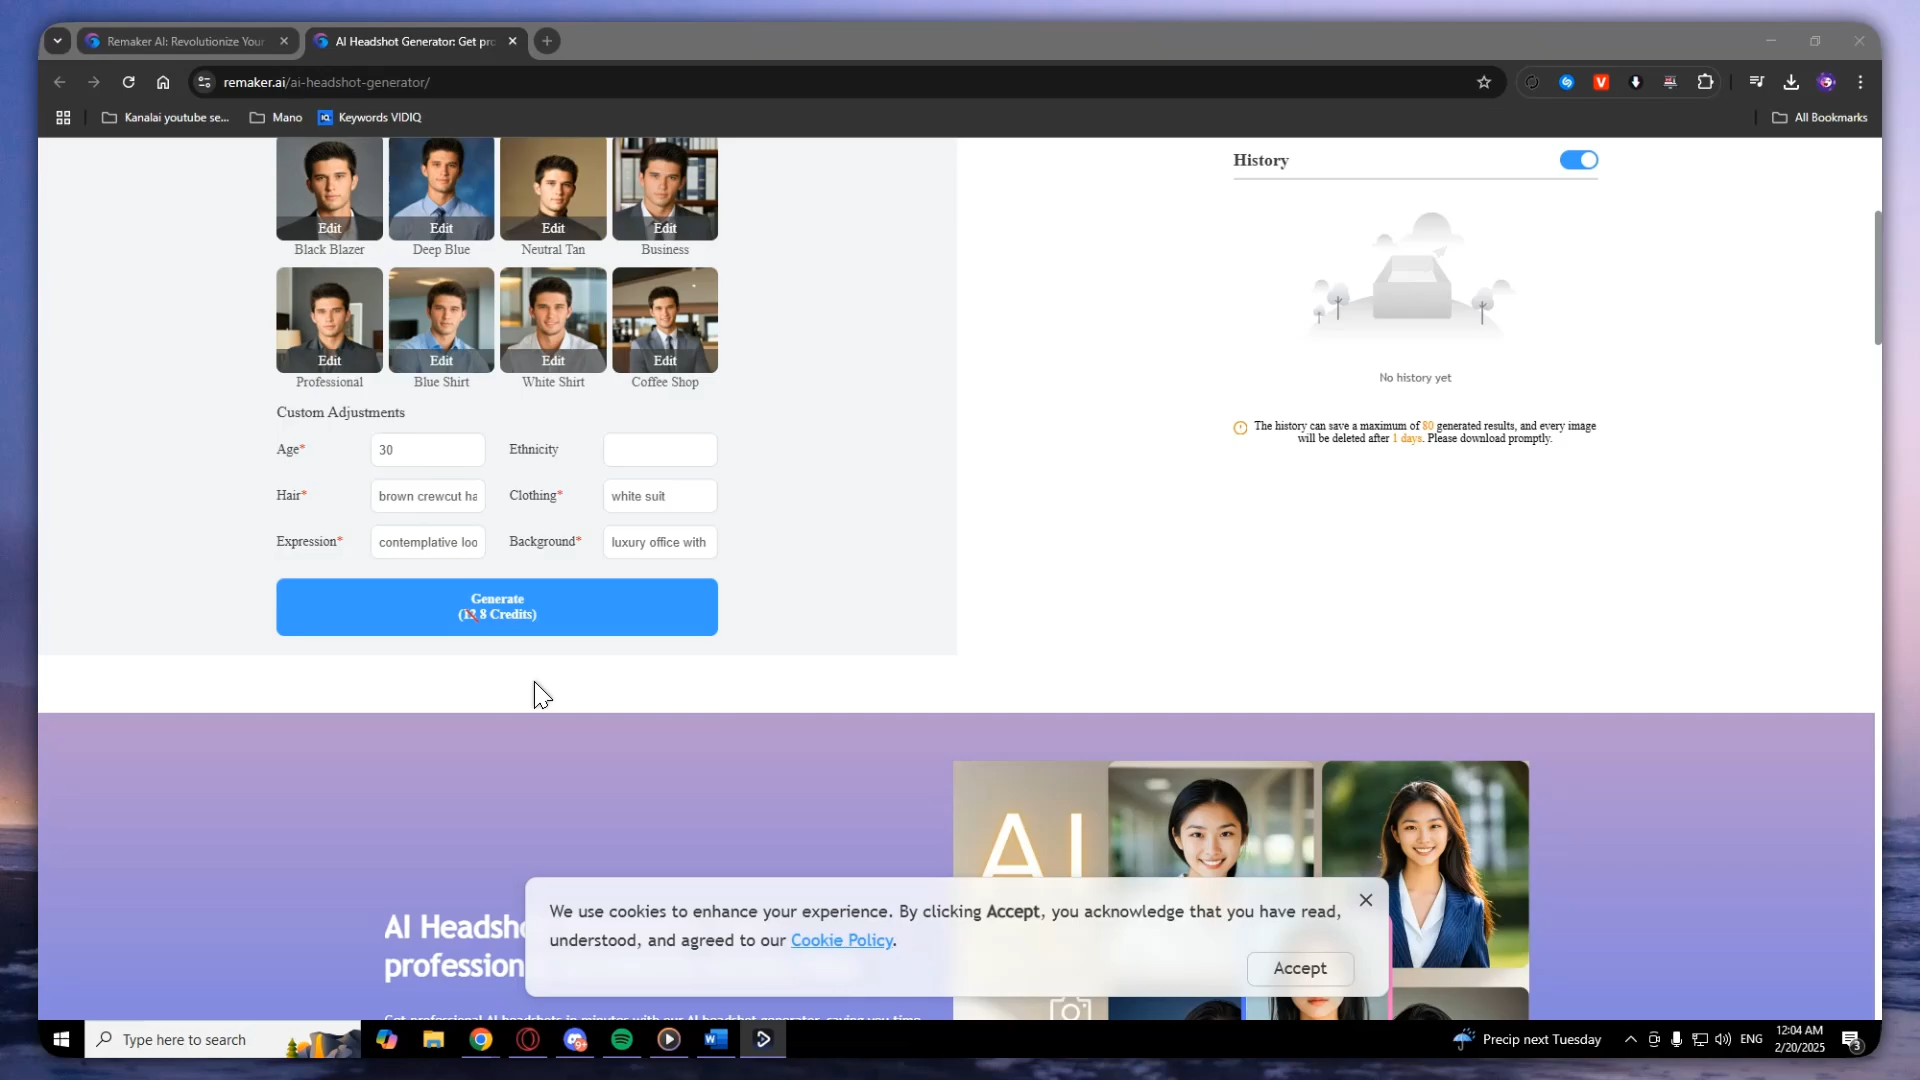 Remaker AI: Revolutionize Your
AI Headshot Generator: Get pro
remaker.ai/ai-headshot-generator/
Kanalai youtube se...
Mano
Keywords VIDIQ
All Bookmarks
Edit
Edit
Edit
Edit
Black Blazer
Deep Blue
Neutral Tan
Business
Edit
Edit
Edit
Edit
Professional
Blue Shirt
White Shirt
Coffee Shop
Custom Adjustments
Age*
30
Ethnicity
Hair*
brown crewcut ha
Clothing*
white suit
Expression*
contemplative loo
Background*
luxury office with
Generate
(12 8 Credits)
History
No history yet
The history can save a maximum of 80 generated results, and every image
will be deleted after 1 days. Please download promptly.
AI
AI Headsho
profession
We use cookies to enhance your experience. By clicking Accept, you acknowledge that you have read,
understood, and agreed to our Cookie Policy.
Accept
Type here to search
9+
Precip next Tuesday
ENG
12:04 AM
2/20/2025
3